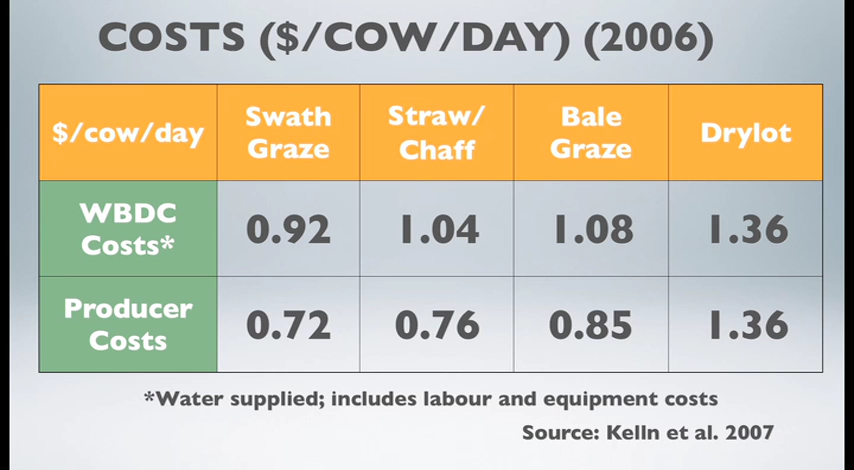 COSTS ($/COW/DAY) (2006)
$/cow/day
Swath
Graze
Straw/
Chaff
Bale
Graze
Drylot
WBDC
Costs*
0.92
1.04
1.08
1.36
Producer
Costs
0.72
0.76
0.85
1.36
*Water supplied; includes labour and equipment costs
Source: Kelln et al. 2007